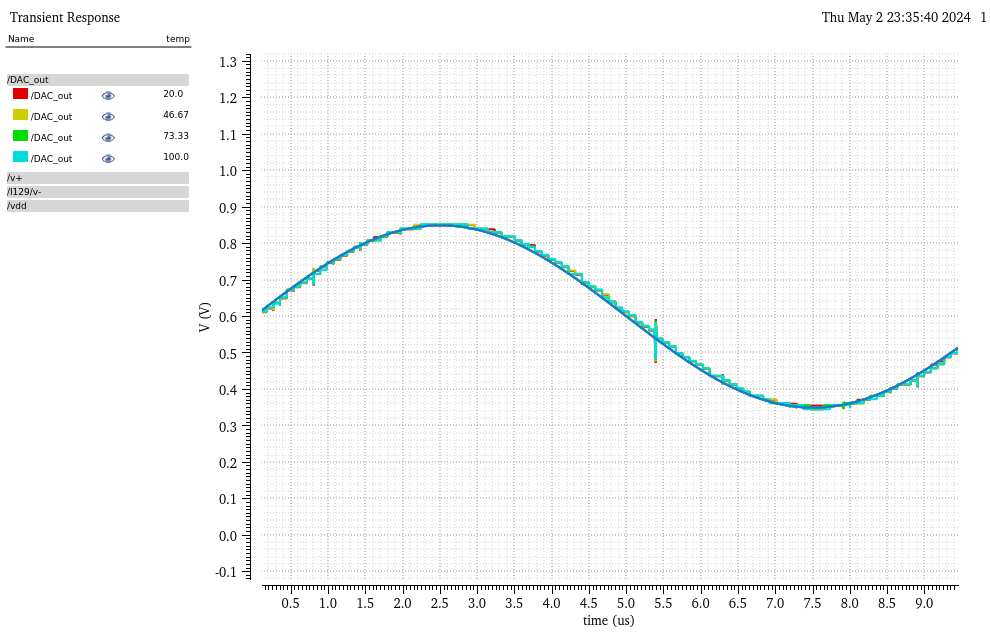 Transient Response
Thu May 2 23:35:40 2024 1
Name temp
/DAC_out
/DAC_out 20.0
/DAC_out 46.67
/DAC_out 73.33
/DAC_out 100.0
/v+
/I129/v-
/vdd
V (V)
1.3
1.2
1.1
1.0
0.9
0.8
0.7
0.6
0.5
0.4
0.3
0.2
0.1
0.0
-0.1
0.5 1.0 1.5 2.0 2.5 3.0 3.5 4.0 4.5 5.0 5.5 6.0 6.5 7.0 7.5 8.0 8.5 9.0
time (us)